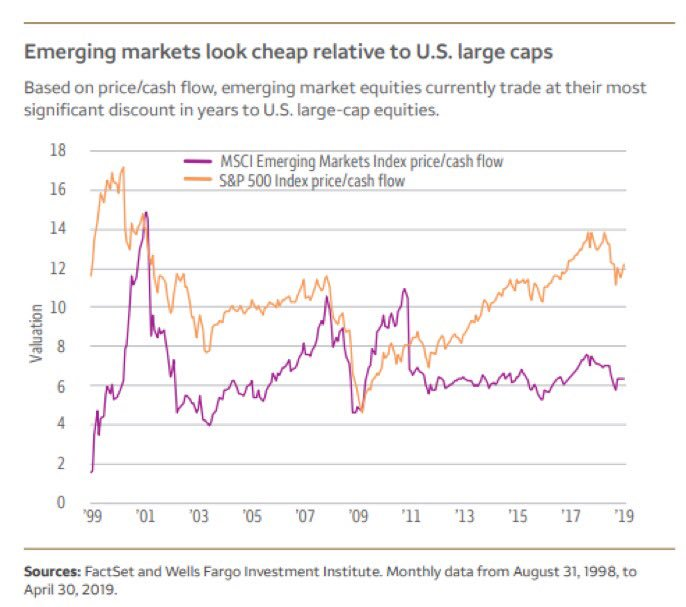 Emerging markets look cheap relative to U.S. large caps
Based on price/cash flow, emerging market equities currently trade at their most
significant discount in years to U.S. large-cap equities.
18
MSCI Emerging Markets Index price/cash flow
S&P 500 Index price/cash flow
16
14
12
10
8
6
4
2
0
Valuation
'99 '01 '03 '05 '07 '09 '11 '13 '15 '17 '19
Sources: FactSet and Wells Fargo Investment Institute. Monthly data from August 31, 1998, to
April 30, 2019.